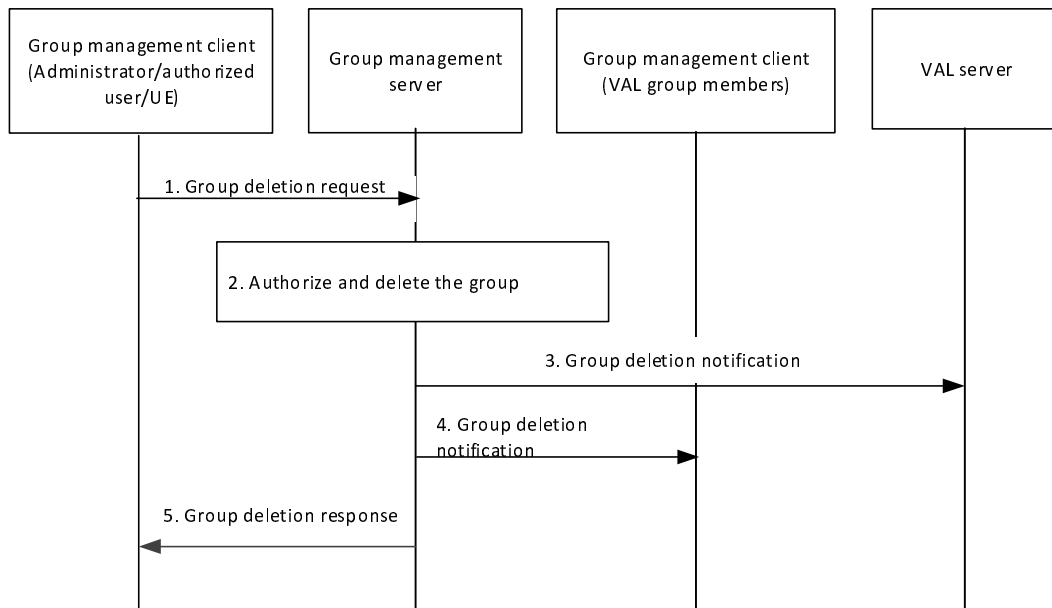 Group management client
(Administrator/authorized
user/UE)
Group management
server
Group management client
(VAL group members)
VAL server
1. Group deletion request
2. Authorize and delete the group
3. Group deletion notification
4. Group deletion
notification
5. Group deletion response